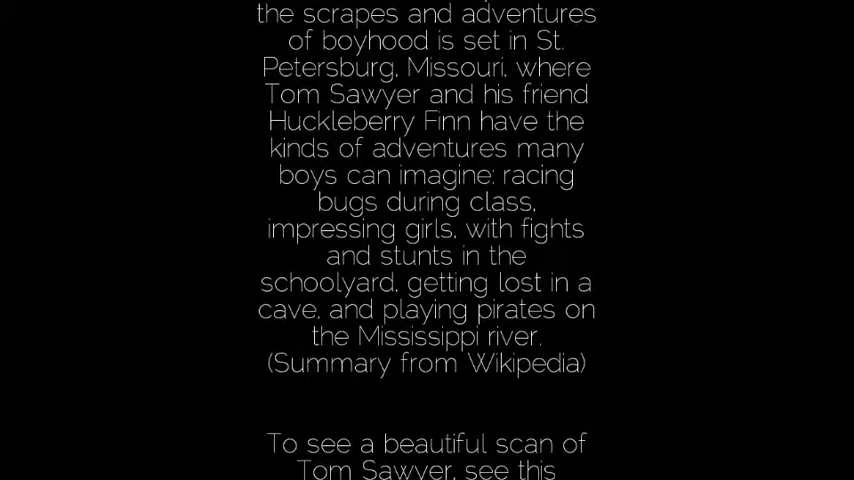 the scrapes and adventures
of boyhood is set in St.
Petersburg, Missouri, where
Tom Sawyer and his friend
Huckleberry Finn have the
kinds of adventures many
boys can imagine: racing
bugs during class,
impressing girls, with fights
and stunts in the
schoolyard, getting lost in a
cave, and playing pirates on
the Mississippi river.
(Summary from Wikipedia)
To see a beautiful scan of
Tom Sawyer, see this